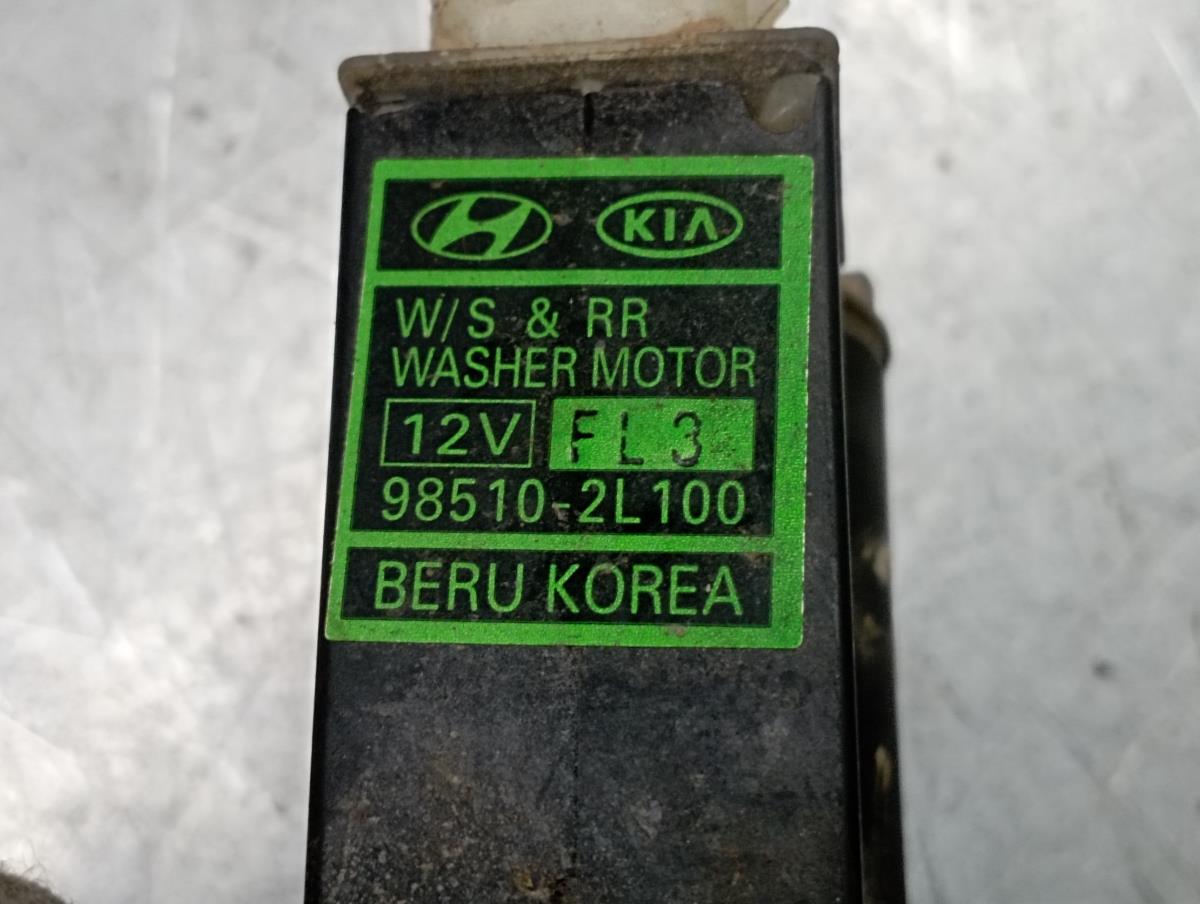 KIA
W/S & RR
WASHER MOTOR
12V FL3
98510-2L100
BERU KOREA